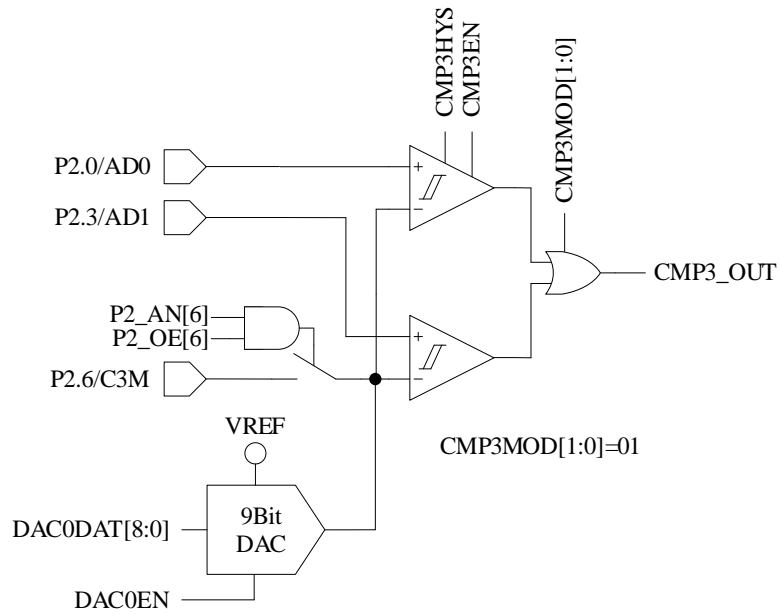 CMP3HYS
CMP3EN
CMP3MOD[1:0]
P2.0/AD0
+
−
P2.3/AD1
CMP3_OUT
P2_AN[6]
P2_OE[6]
+
−
P2.6/C3M
VREF
CMP3MOD[1:0]=01
DAC0DAT[8:0]
9Bit
DAC
DAC0EN